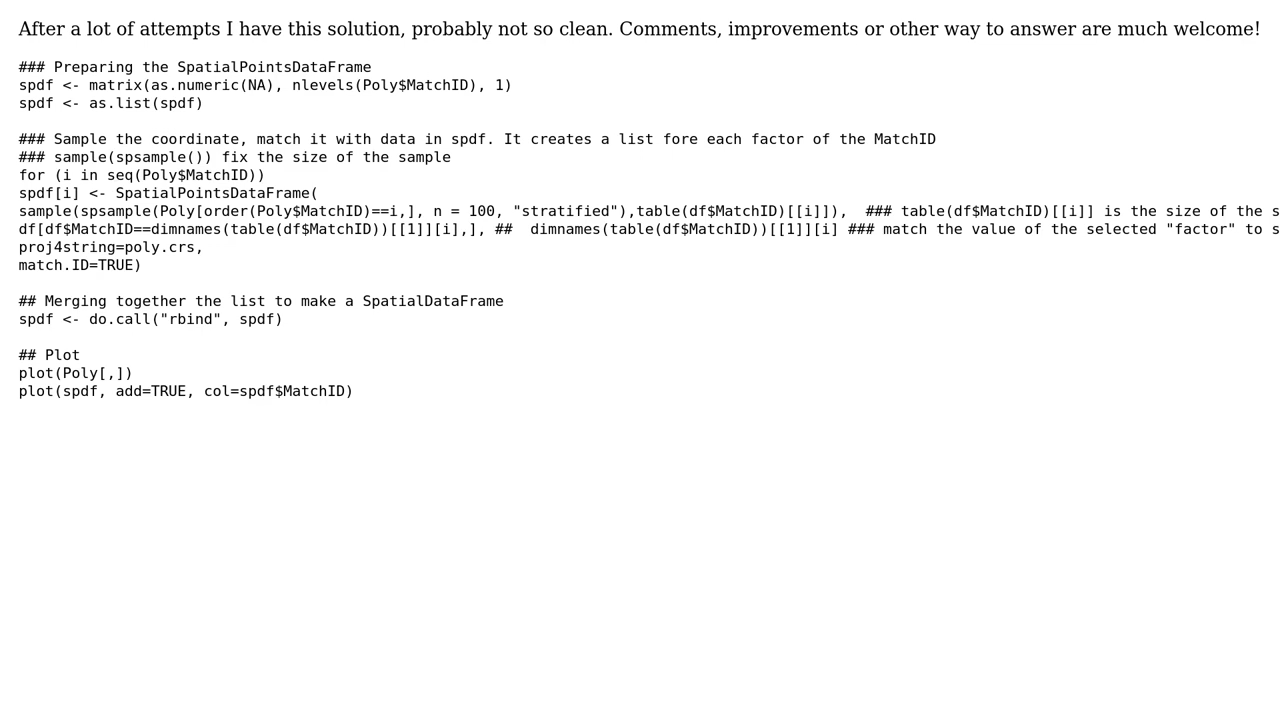 After a lot of attempts I have this solution, probably not so clean. Comments, improvements or other way to answer are much welcome!
### Preparing the SpatialPointsDataFrame
spdf <- matrix(as.numeric(NA), nlevels(Poly$MatchID), 1)
spdf <- as.list(spdf)
### Sample the coordinate, match it with data in spdf. It creates a list fore each factor of the MatchID
### sample(spsample()) fix the size of the sample
for (i in seq(Poly$MatchID))
spdf[i] <- SpatialPointsDataFrame(
sample(spsample(Poly[order(Poly$MatchID)==i,], n = 100, "stratified"),table(df$MatchID)[[i]]),  ### table(df$MatchID)[[i]] is the size of the s
df[df$MatchID==dimnames(table(df$MatchID))[[1]][i],], ##  dimnames(table(df$MatchID))[[1]][i] ### match the value of the selected "factor" to s
proj4string=poly.crs,
match.ID=TRUE)
## Merging together the list to make a SpatialDataFrame
spdf <- do.call("rbind", spdf)
## Plot
plot(Poly[,])
plot(spdf, add=TRUE, col=spdf$MatchID)